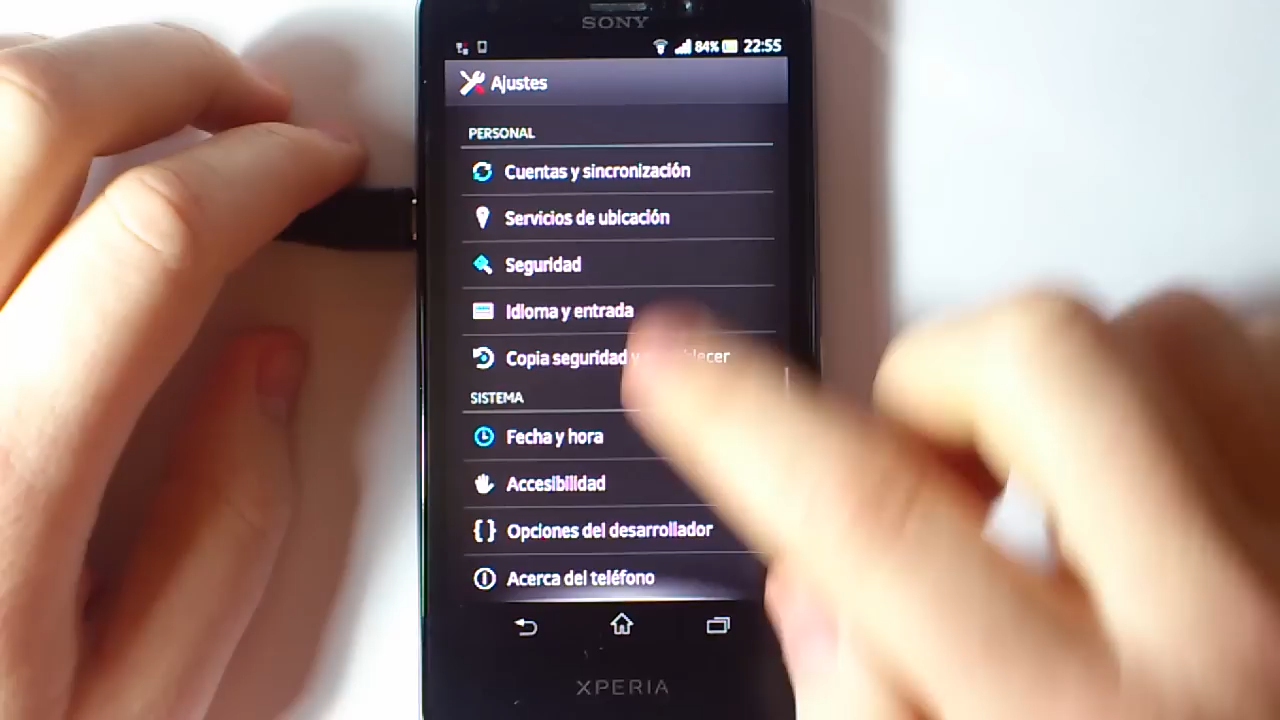 SONY
84% 22:55
Ajustes
PERSONAL
Cuentas y sincronización
Servicios de ubicación
Seguridad
Idioma y entrada
Copia seguridad y
SISTEMA
Fecha y hora
Accesibilidad
Opciones del desarrollador
Acerca del teléfono
XPERIA